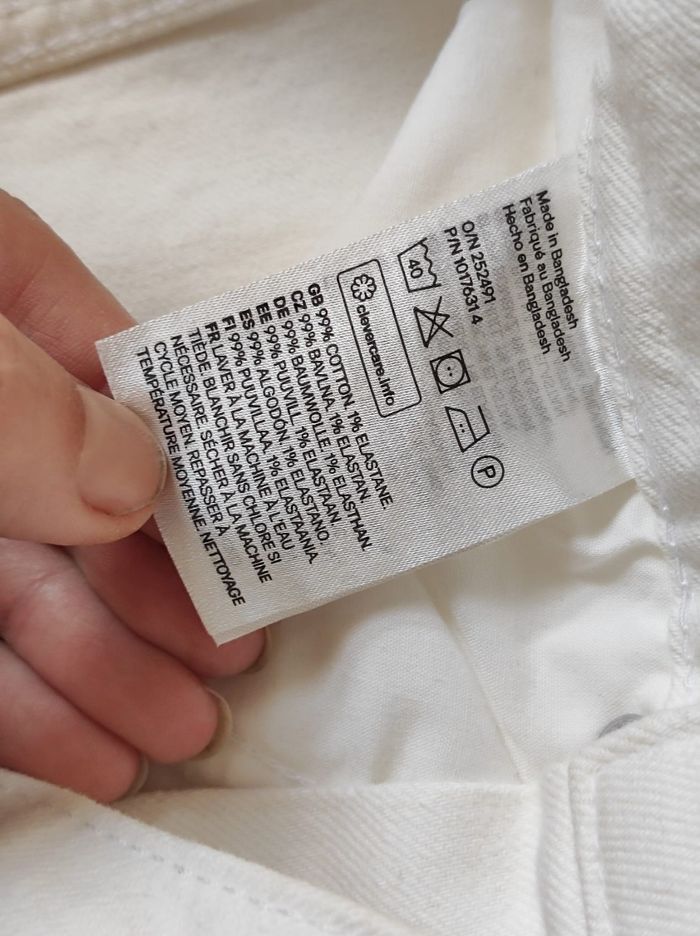 Made in Bangladesh
Fabriqué au Bangladesh
Hecho en Bangladesh
O/N 252491
P/N 1017631 4
40
P
clevercare.info
GB 99% COTTON. 1% ELASTANE.
CZ 99% BAVLNA. 1% ELASTAN.
DE 99% BAUMWOLLE. 1% ELASTHAN.
EE 99% PUUVILL. 1% ELASTAAN.
ES 99% ALGODÓN. 1% ELASTANO.
FI 99% PUUVILLAA. 1% ELASTAANIA.
FR LAVER À LA MACHINE À L'EAU
TIÈDE. BLANCHIR SANS CHLORE SI
NÉCESSAIRE. SÉCHER À LA MACHINE
CYCLE MOYEN. REPASSER À
TEMPÉRATURE MOYENNE. NETTOYAGE